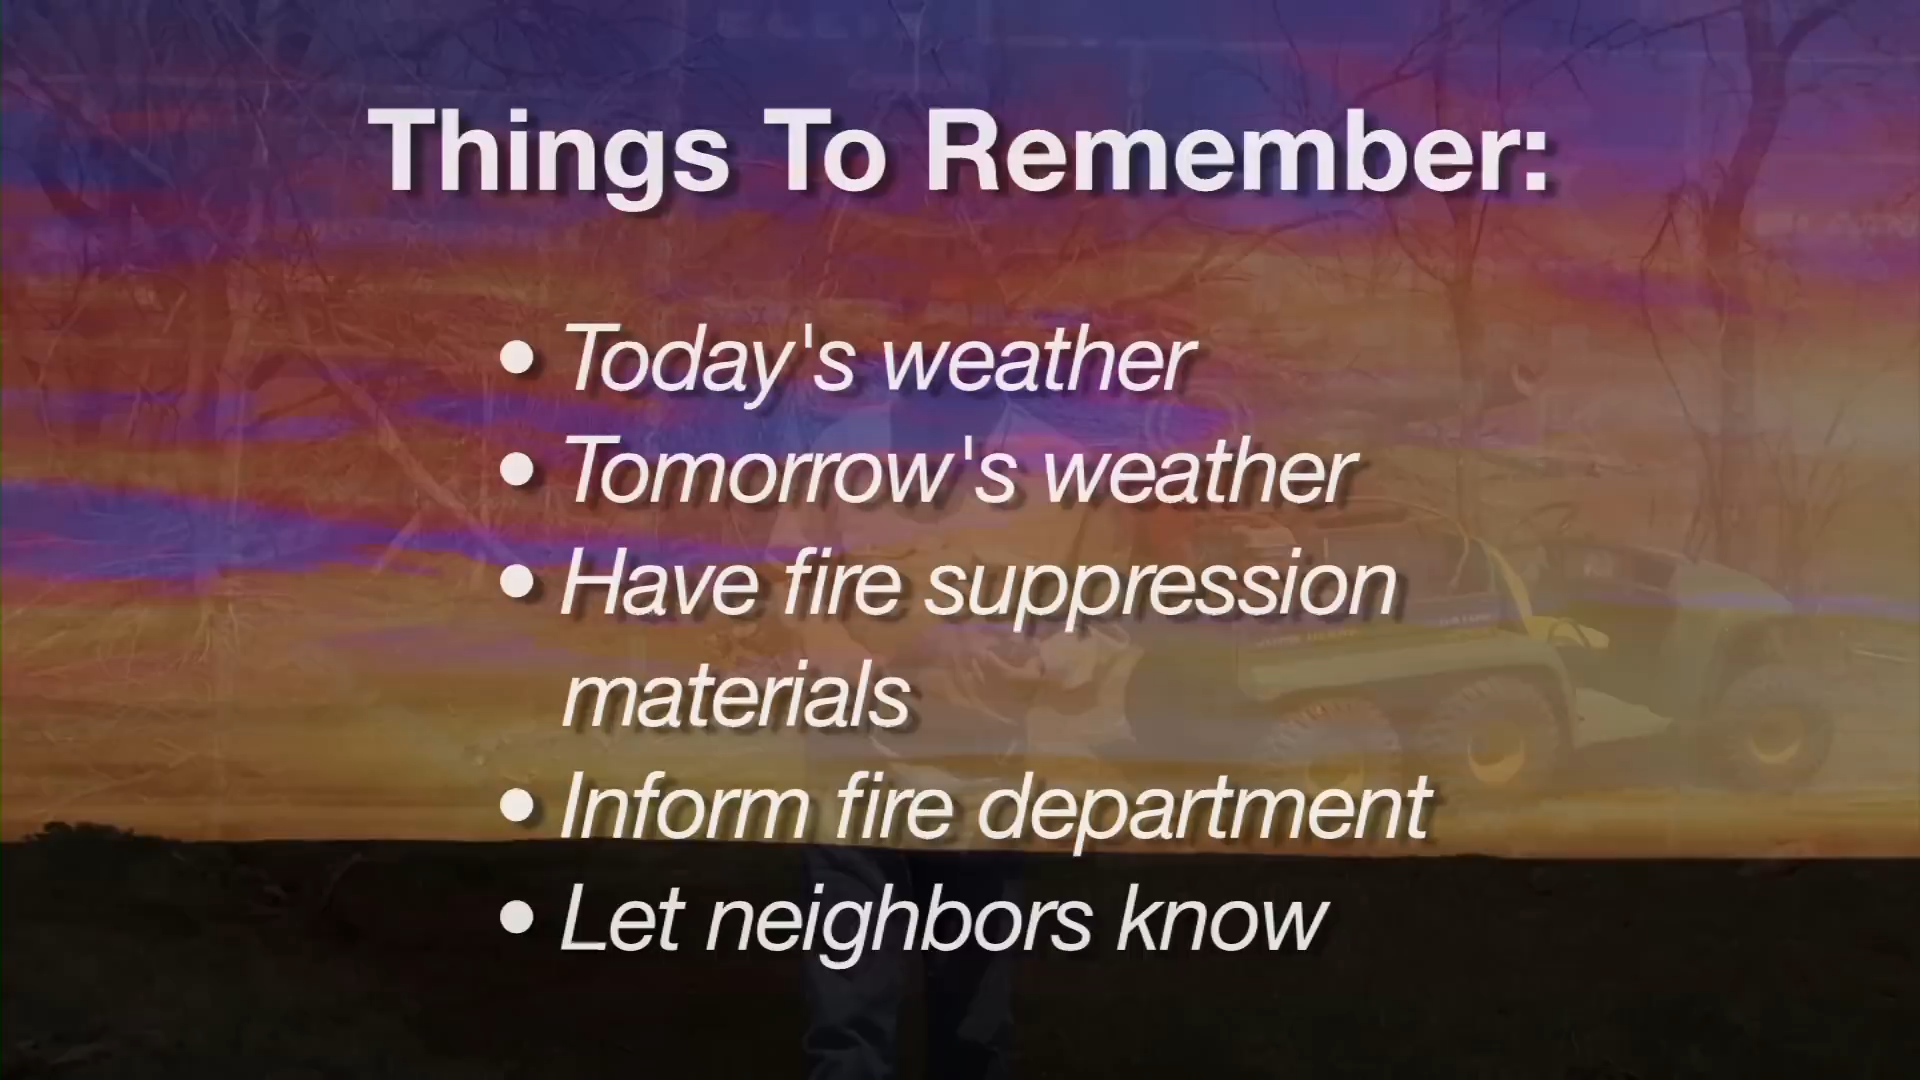 Things To Remember:
• Today's weather
• Tomorrow's weather
• Have fire suppression
materials
• Inform fire department
• Let neighbors know